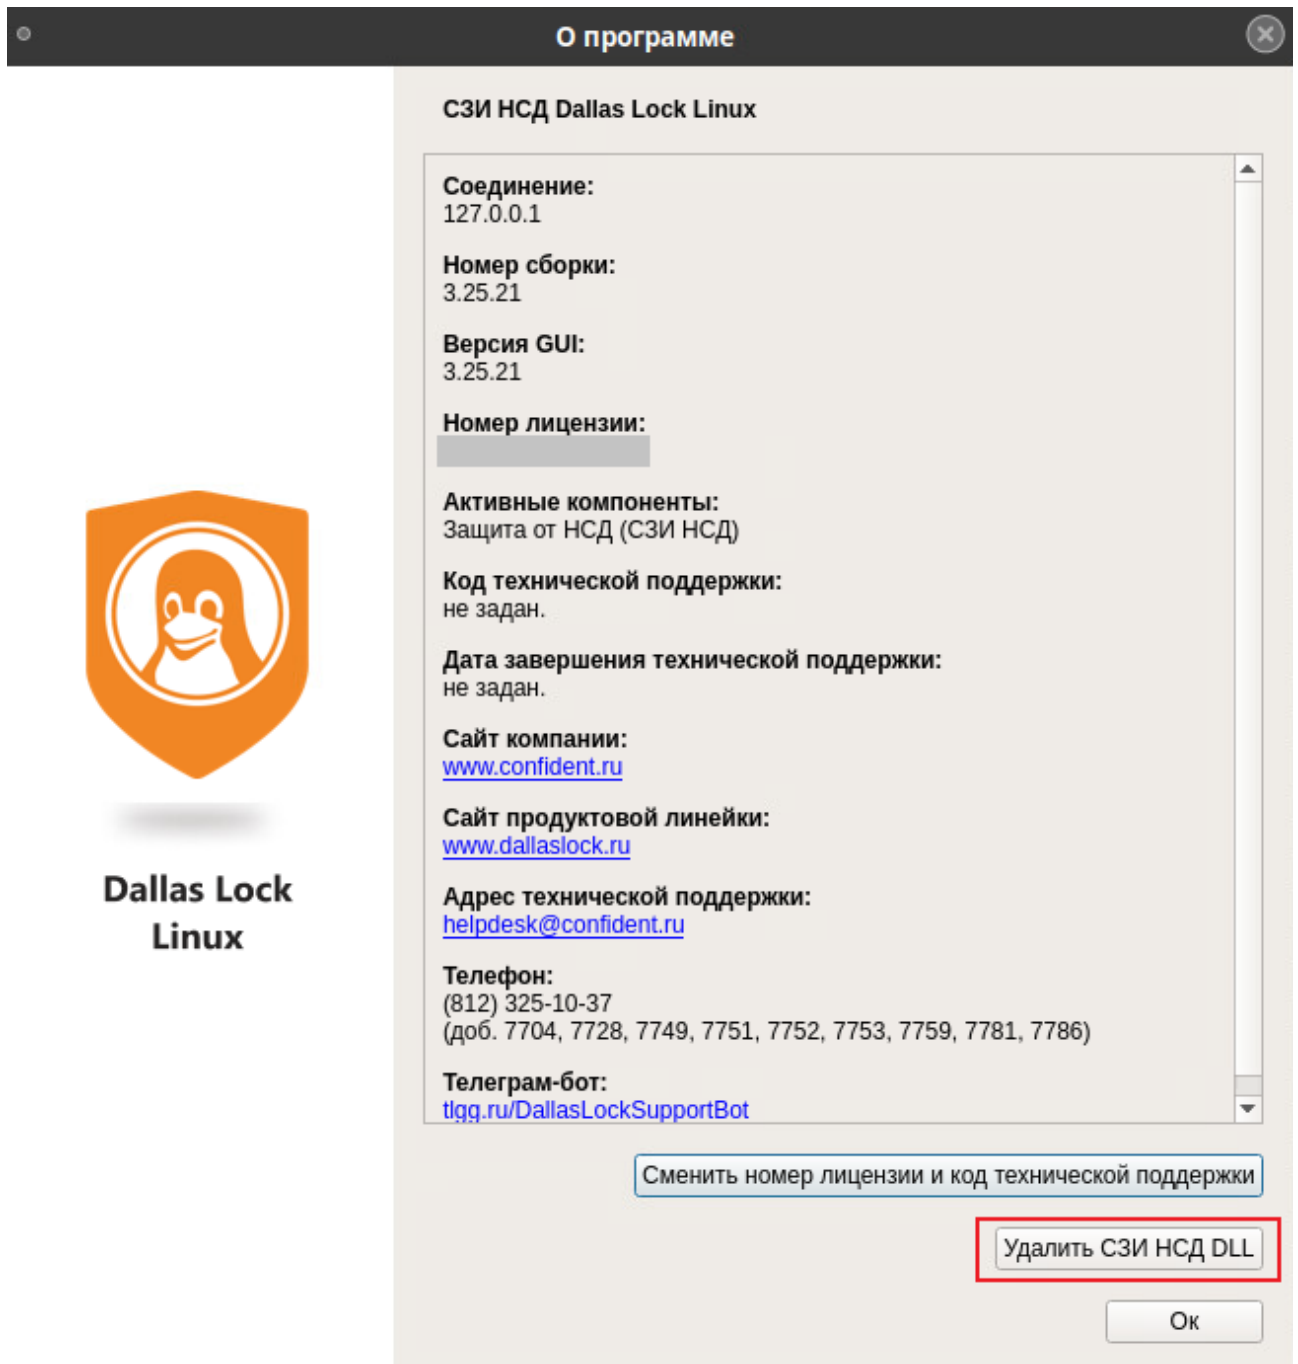 О программе
СЗИ НСД Dallas Lock Linux
Соединение:
127.0.0.1
Номер сборки:
3.25.21
Версия GUI:
3.25.21
Номер лицензии:
Активные компоненты:
Защита от НСД (СЗИ НСД)
Код технической поддержки:
не задан.
Дата завершения технической поддержки:
не задан.
Сайт компании:
www.confident.ru
Сайт продуктовой линейки:
www.dallaslock.ru
Адрес технической поддержки:
helpdesk@confident.ru
Телефон:
(812) 325-10-37
(доб. 7704, 7728, 7749, 7751, 7752, 7753, 7759, 7781, 7786)
Телеграм-бот:
tlgg.ru/DallasLockSupportBot
Dallas Lock
Linux
Сменить номер лицензии и код технической поддержки
Удалить СЗИ НСД DLL
Ок